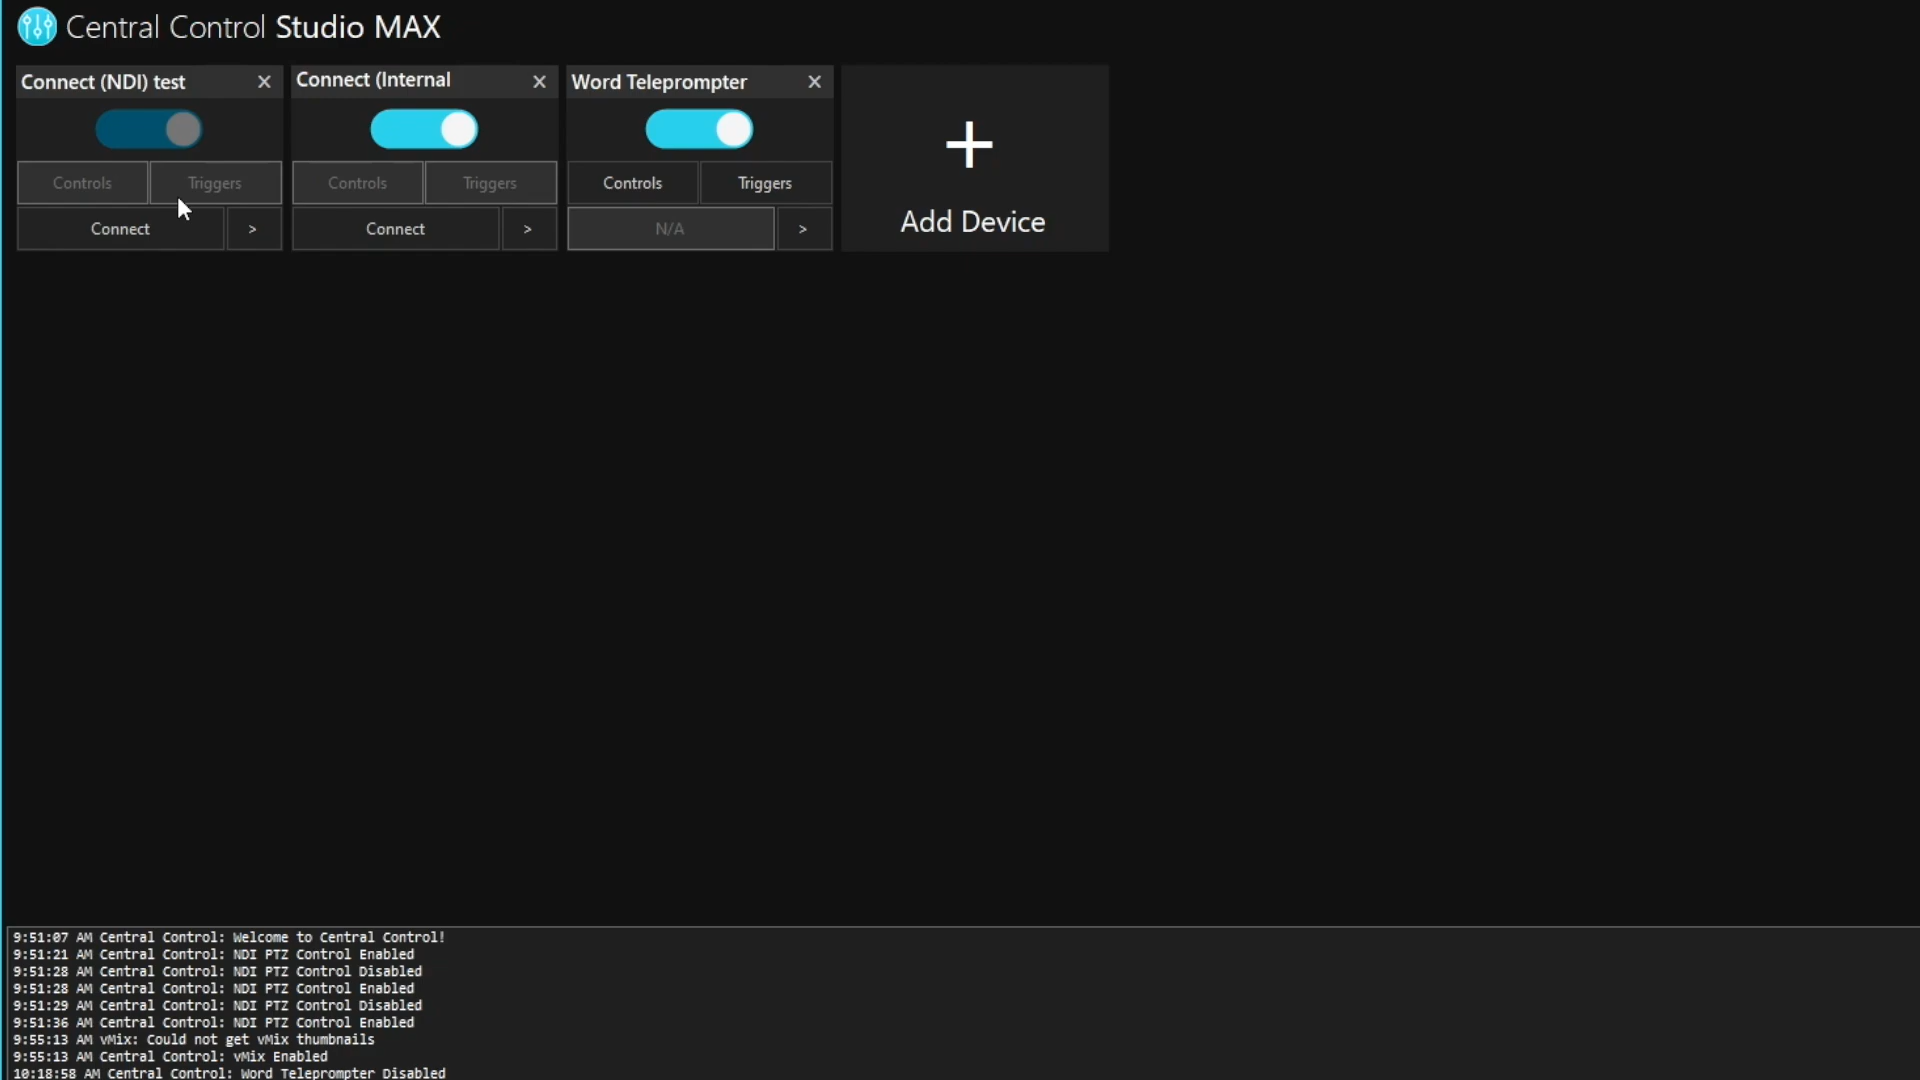 Central Control Studio MAX
Connect (NDI) test ×
Connect (Internal ×
Word Teleprompter ×
Controls Triggers
Controls Triggers
Controls Triggers
Connect >
Connect >
N/A >
+
Add Device
9:51:07 AM Central Control: Welcome to Central Control!
9:51:21 AM Central Control: NDI PTZ Control Enabled
9:51:28 AM Central Control: NDI PTZ Control Disabled
9:51:28 AM Central Control: NDI PTZ Control Enabled
9:51:29 AM Central Control: NDI PTZ Control Disabled
9:51:36 AM Central Control: NDI PTZ Control Enabled
9:55:13 AM vMix: Could not get vMix thumbnails
9:55:13 AM Central Control: vMix Enabled
10:18:58 AM Central Control: Word Teleprompter Disabled